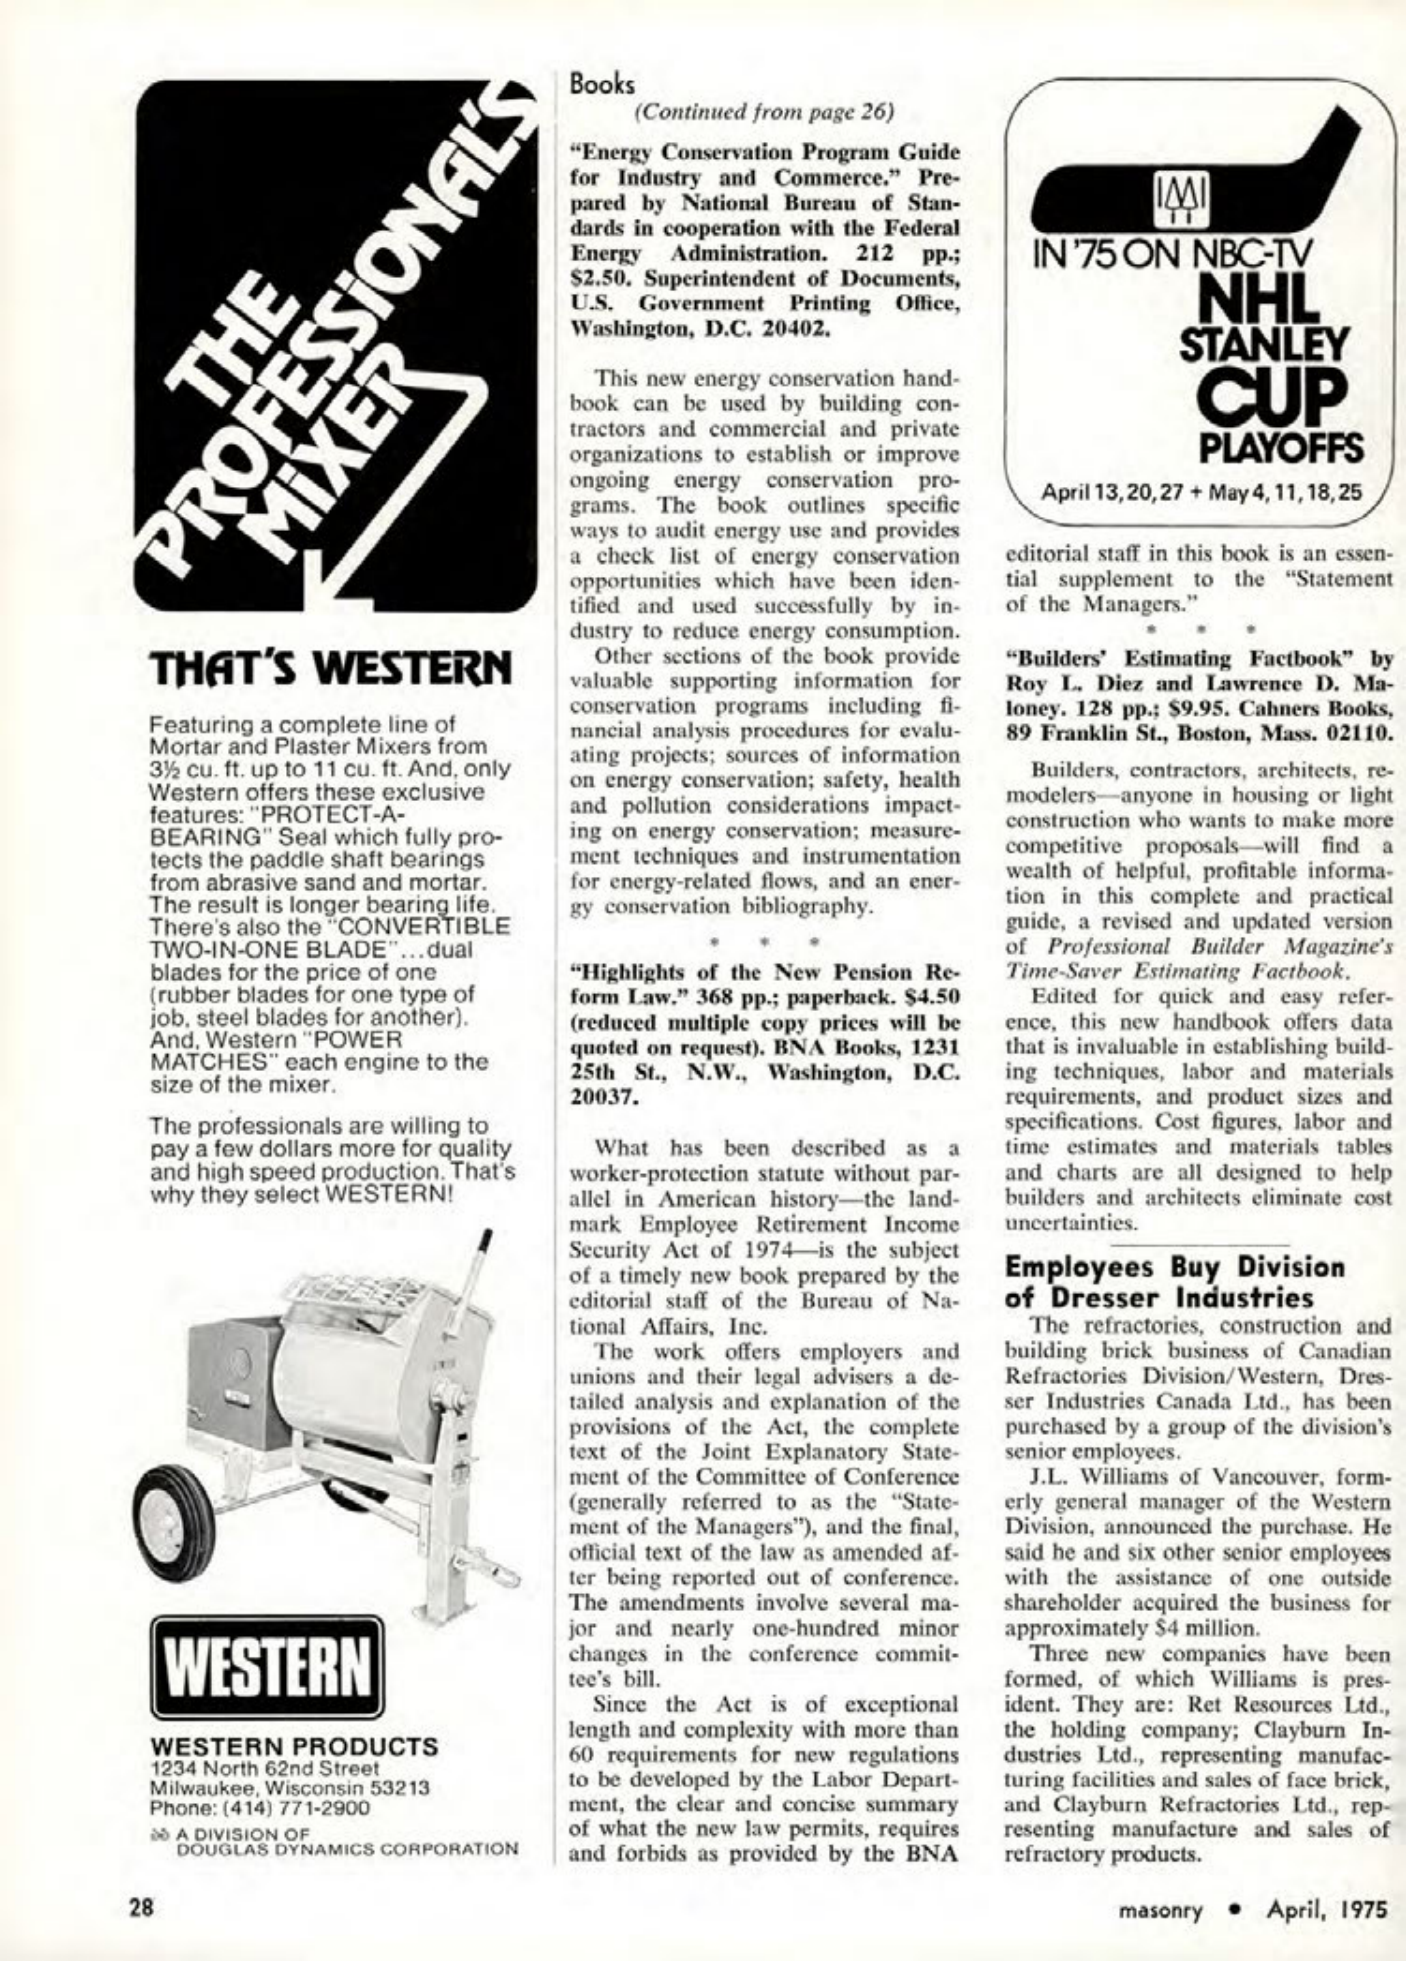 THE
PROFESSIONAL'S
MIXER
THAT'S WESTERN
Featuring a complete line of
Mortar and Plaster Mixers from
3½ cu. ft. up to 11 cu. ft. And, only
Western offers these exclusive
features: "PROTECT-A-
BEARING" Seal which fully pro-
tects the paddle shaft bearings
from abrasive sand and mortar.
The result is longer bearing life.
There's also the "CONVERTIBLE
TWO-IN-ONE BLADE"...dual
blades for the price of one
(rubber blades for one type of
job, steel blades for another).
And, Western "POWER
MATCHES" each engine to the
size of the mixer.
The professionals are willing to
pay a few dollars more for quality
and high speed production. That's
why they select WESTERN!
WESTERN
WESTERN PRODUCTS
1234 North 62nd Street
Milwaukee, Wisconsin 53213
Phone: (414) 771-2900
A DIVISION OF
DOUGLAS DYNAMICS CORPORATION
Books
(Continued from page 26)
“Energy Conservation Program Guide
for Industry and Commerce.” Pre-
pared by National Bureau of Stan-
dards in cooperation with the Federal
Energy Administration. 212 pp.;
$2.50. Superintendent of Documents,
U.S. Government Printing Office,
Washington, D.C. 20402.
This new energy conservation hand-
book can be used by building con-
tractors and commercial and private
organizations to establish or improve
ongoing energy conservation pro-
grams. The book outlines specific
ways to audit energy use and provides
a check list of energy conservation
opportunities which have been iden-
tified and used successfully by in-
dustry to reduce energy consumption.
Other sections of the book provide
valuable supporting information for
conservation programs including fi-
nancial analysis procedures for evalu-
ating projects; sources of information
on energy conservation; safety, health
and pollution considerations impact-
ing on energy conservation; measure-
ment techniques and instrumentation
for energy-related flows, and an ener-
gy conservation bibliography.
* * *
“Highlights of the New Pension Re-
form Law.” 368 pp.; paperback. $4.50
(reduced multiple copy prices will be
quoted on request). BNA Books, 1231
25th St., N.W., Washington, D.C.
20037.
What has been described as a
worker-protection statute without par-
allel in American history—the land-
mark Employee Retirement Income
Security Act of 1974—is the subject
of a timely new book prepared by the
editorial staff of the Bureau of Na-
tional Affairs, Inc.
The work offers employers and
unions and their legal advisers a de-
tailed analysis and explanation of the
provisions of the Act, the complete
text of the Joint Explanatory State-
ment of the Committee of Conference
(generally referred to as the “State-
ment of the Managers”), and the final,
official text of the law as amended af-
ter being reported out of conference.
The amendments involve several ma-
jor and nearly one-hundred minor
changes in the conference commit-
tee's bill.
Since the Act is of exceptional
length and complexity with more than
60 requirements for new regulations
to be developed by the Labor Depart-
ment, the clear and concise summary
of what the new law permits, requires
and forbids as provided by the BNA
IN '75 ON NBC-TV
NHL
STANLEY
CUP
PLAYOFFS
April 13, 20, 27 + May 4, 11, 18, 25
editorial staff in this book is an essen-
tial supplement to the “Statement
of the Managers.”
* * *
“Builders' Estimating Factbook” by
Roy L. Diez and Lawrence D. Ma-
loney. 128 pp.; $9.95. Cahners Books,
89 Franklin St., Boston, Mass. 02110.
Builders, contractors, architects, re-
modelers—anyone in housing or light
construction who wants to make more
competitive proposals—will find a
wealth of helpful, profitable informa-
tion in this complete and practical
guide, a revised and updated version
of Professional Builder Magazine's
Time-Saver Estimating Factbook.
Edited for quick and easy refer-
ence, this new handbook offers data
that is invaluable in establishing build-
ing techniques, labor and materials
requirements, and product sizes and
specifications. Cost figures, labor and
time estimates and materials tables
and charts are all designed to help
builders and architects eliminate cost
uncertainties.
Employees Buy Division
of Dresser Industries
The refractories, construction and
building brick business of Canadian
Refractories Division/Western, Dres-
ser Industries Canada Ltd., has been
purchased by a group of the division's
senior employees.
J.L. Williams of Vancouver, form-
erly general manager of the Western
Division, announced the purchase. He
said he and six other senior employees
with the assistance of one outside
shareholder acquired the business for
approximately $4 million.
Three new companies have been
formed, of which Williams is pres-
ident. They are: Ret Resources Ltd.,
the holding company; Clayburn In-
dustries Ltd., representing manufac-
turing facilities and sales of face brick,
and Clayburn Refractories Ltd., rep-
resenting manufacture and sales of
refractory products.
28
masonry • April, 1975